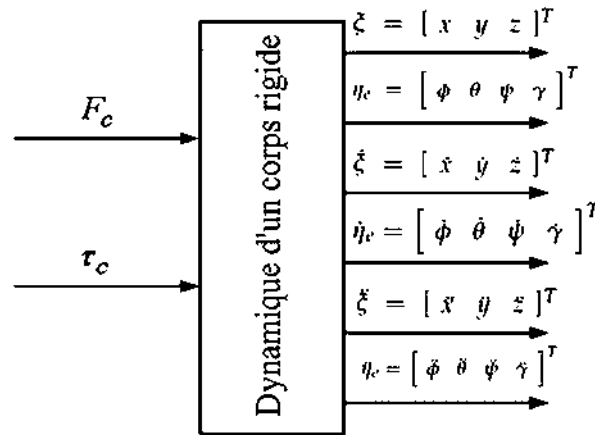 F_c
τ_c
Dynamique d'un corps rigide
ξ = [ x y z ]^T
η_c = [ ϕ θ ψ γ ]^T
ξ̇ = [ ẋ ẏ ż ]^T
η̇_c = [ ϕ̇ θ̇ ψ̇ γ̇ ]^T
ξ̈ = [ ẍ ÿ z̈ ]^T
η_c = [ ϕ̈ θ̈ ψ̈ γ̈ ]^T